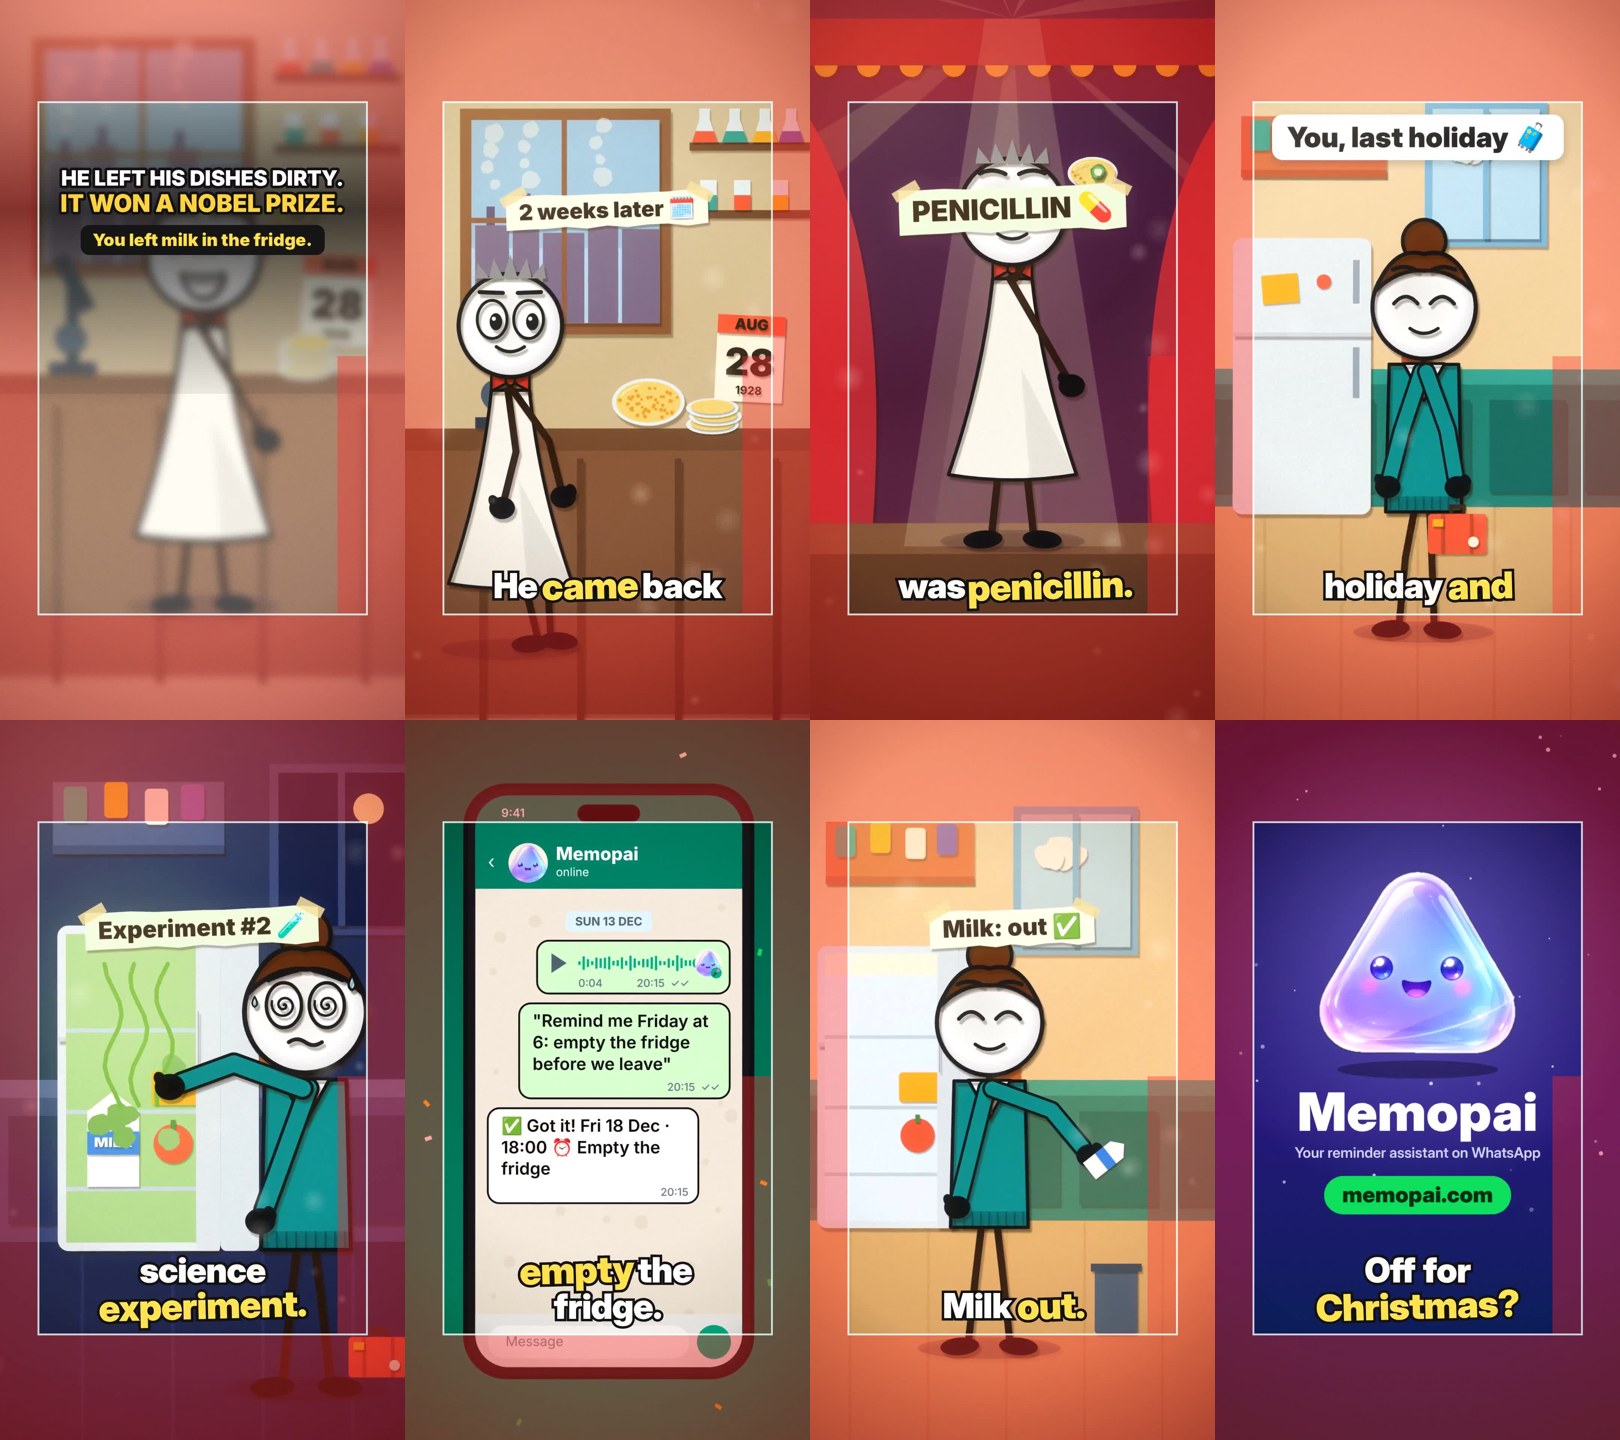 HE LEFT HIS DISHES DIRTY.
IT WON A NOBEL PRIZE.
You left milk in the fridge.
28
2 weeks later
AUG
28
1928
He came back
PENICILLIN
was penicillin.
You, last holiday
holiday and
Experiment #2
MILK
science
experiment.
9:41
Memopai
online
SUN 13 DEC
0:04 20:15
"Remind me Friday at
6: empty the fridge
before we leave"
20:15
Got it! Fri 18 Dec ·
18:00 ⏰ Empty the
fridge
20:15
empty the
fridge.
Message
Milk: out
Milk out.
Memopai
Your reminder assistant on WhatsApp
memopai.com
Off for
Christmas?